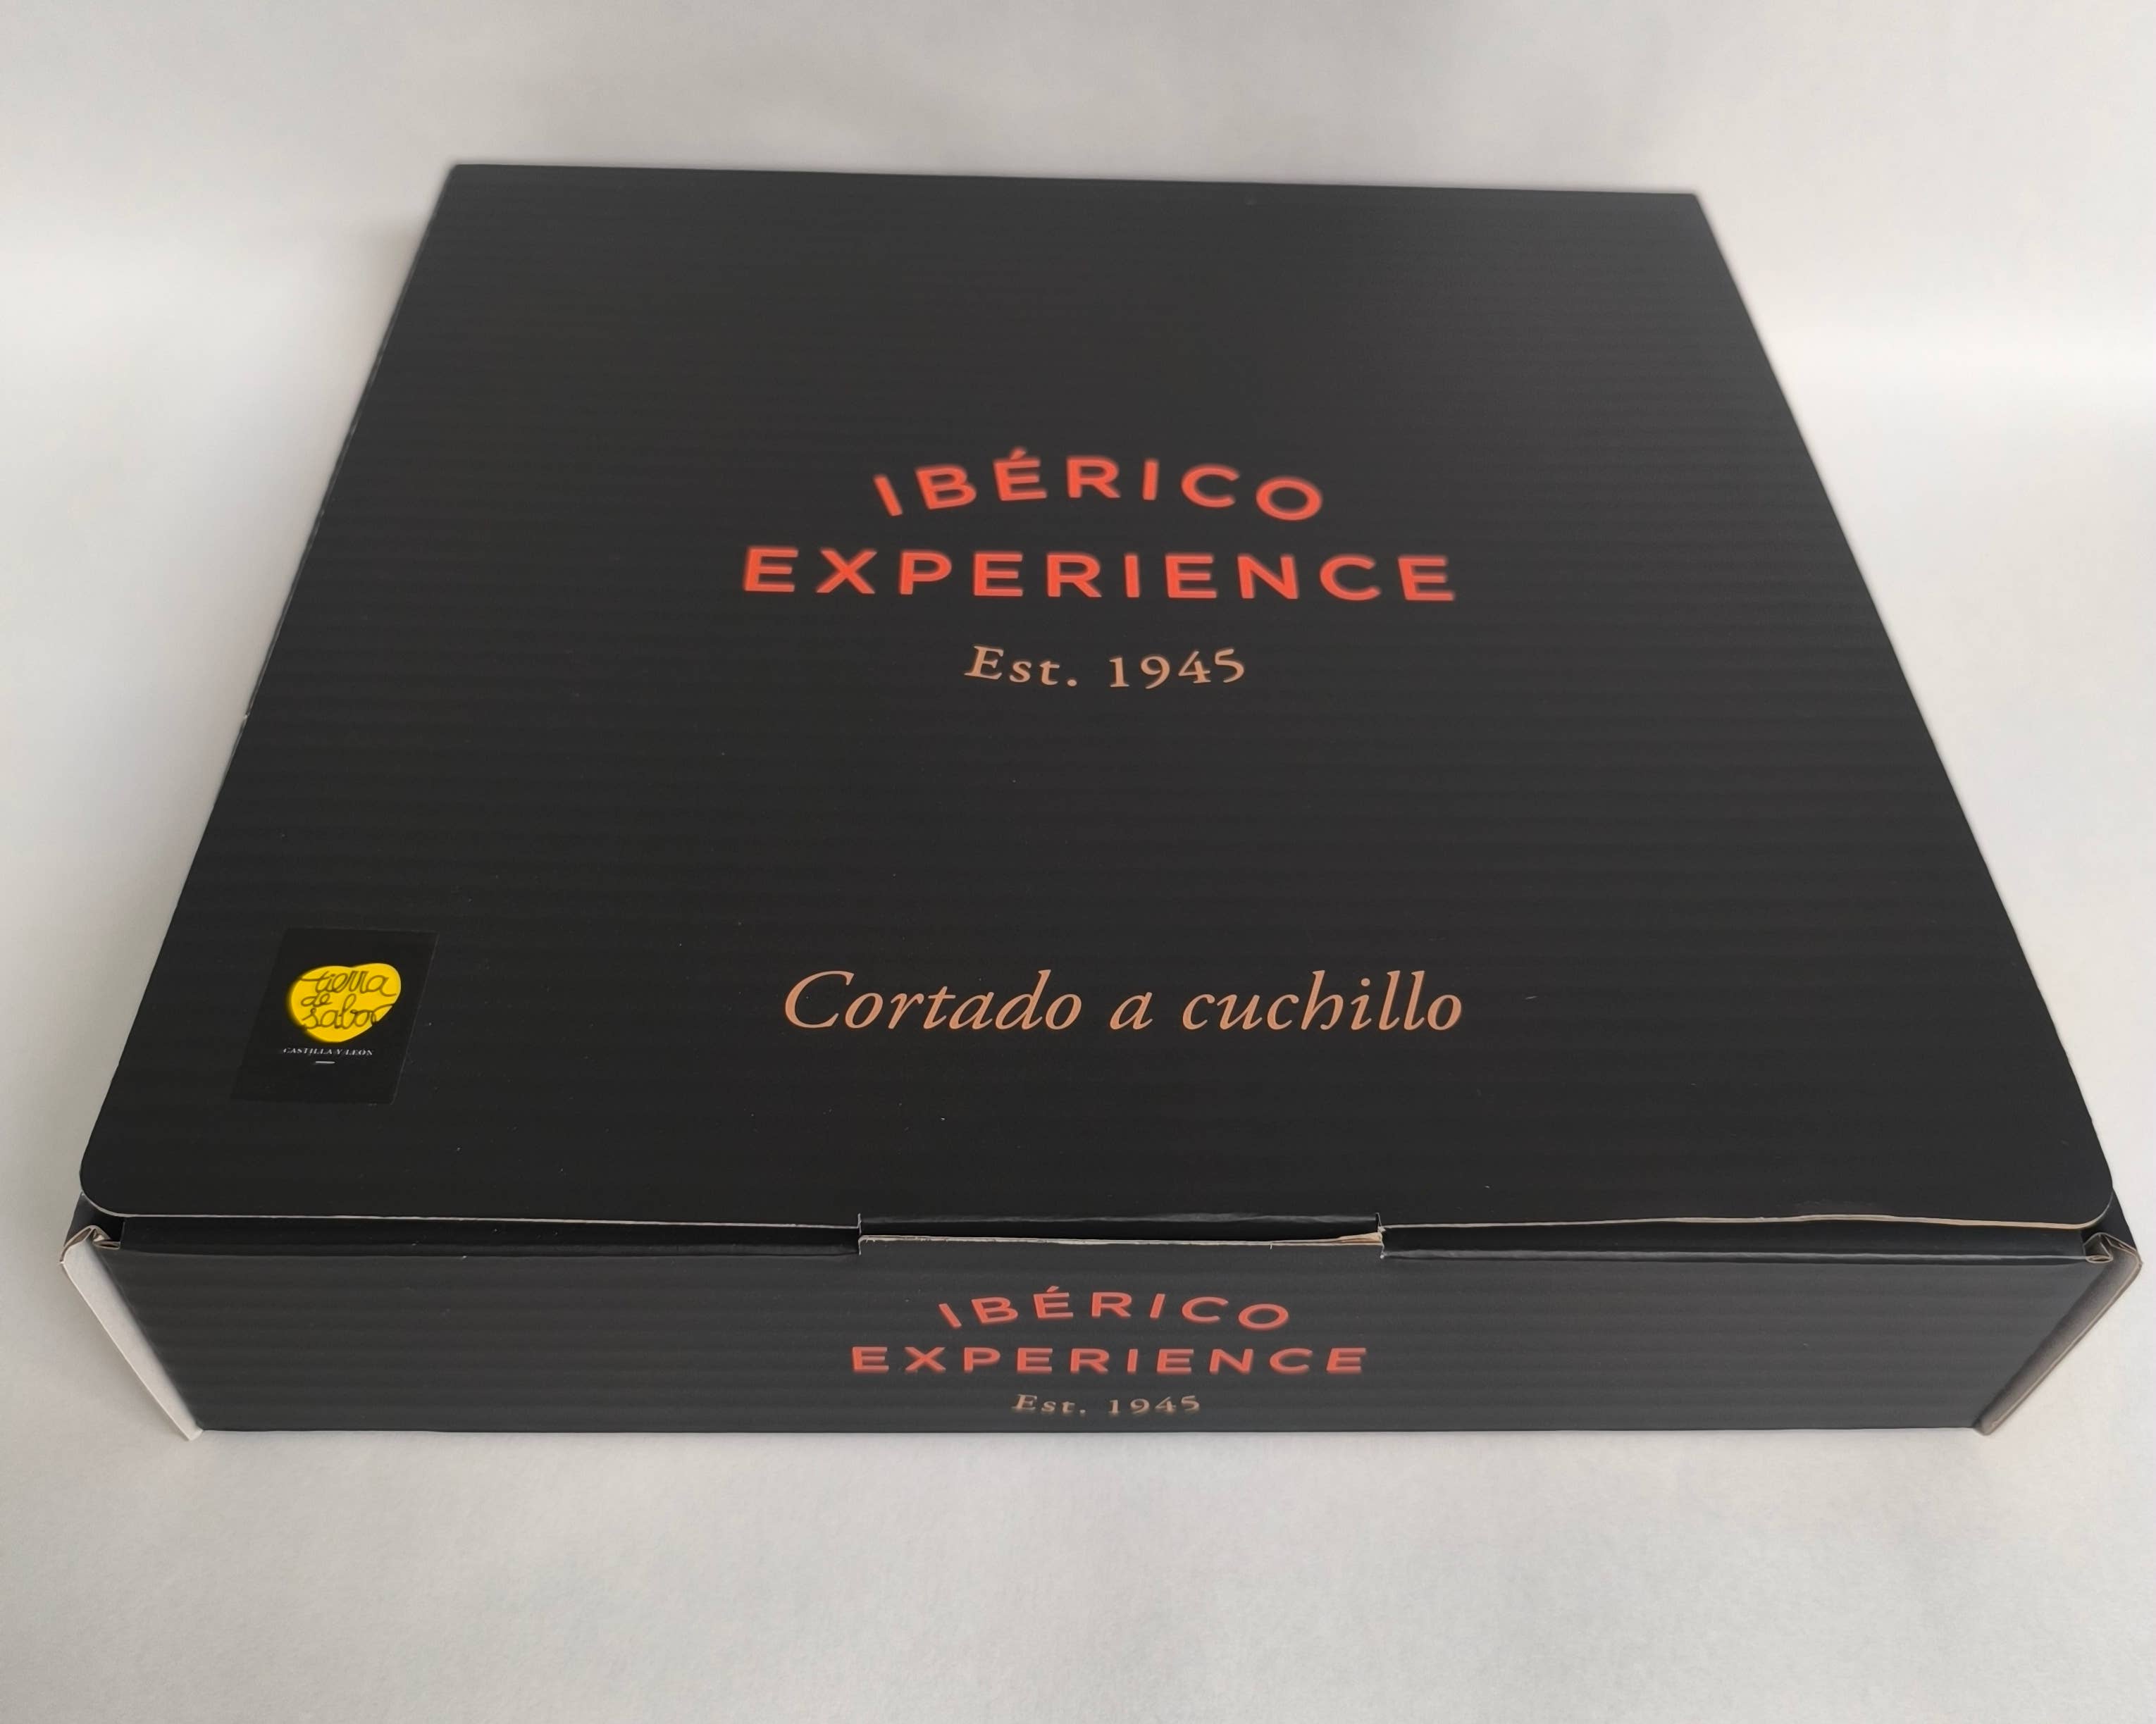 IBÉRICO
EXPERIENCE
Est. 1945
Cortado a cuchillo
tierra
de
sabor
CASTILLA Y LEÓN
IBÉRICO
EXPERIENCE
Est. 1945